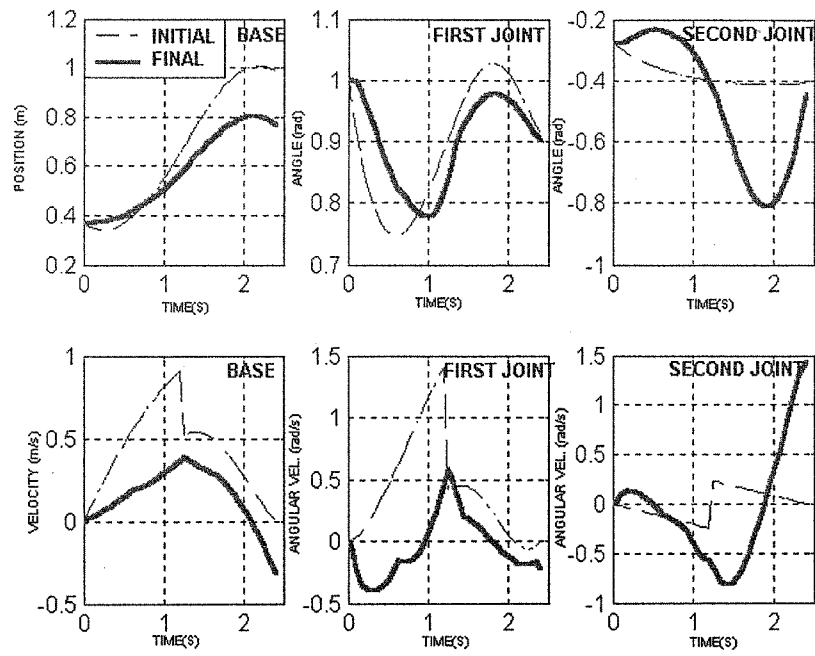 INITIAL
FINAL
BASE
POSITION (m)
1.2
1
0.8
0.6
0.4
0.2
0
1
2
TIME(S)
FIRST JOINT
ANGLE (rad)
1.1
1
0.9
0.8
0.7
0
1
2
TIME(S)
SECOND JOINT
ANGLE (rad)
-0.2
-0.4
-0.6
-0.8
-1
0
1
2
TIME(S)
BASE
VELOCITY (m/s)
1
0.5
0
-0.5
0
1
2
TIME(S)
FIRST JOINT
ANGULAR VEL. (rad/s)
1.5
1
0.5
0
-0.5
0
1
2
TIME(S)
SECOND JOINT
ANGULAR VEL. (rad/s)
1.5
1
0.5
0
-0.5
-1
0
1
2
TIME(S)